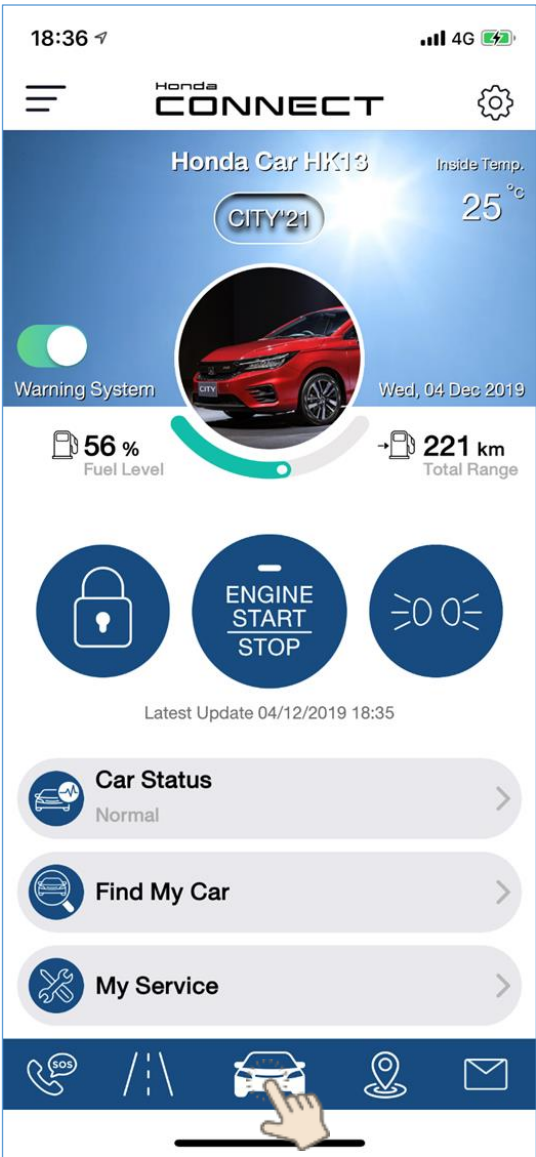 18:36
4G
Honda
CONNECT
Honda Car HK13
Inside Temp.
25 °C
CITY'21
CITY
Warning System
Wed, 04 Dec 2019
56 %
Fuel Level
221 km
Total Range
ENGINE
START
STOP
Latest Update 04/12/2019 18:35
Car Status
Normal
Find My Car
My Service
SOS